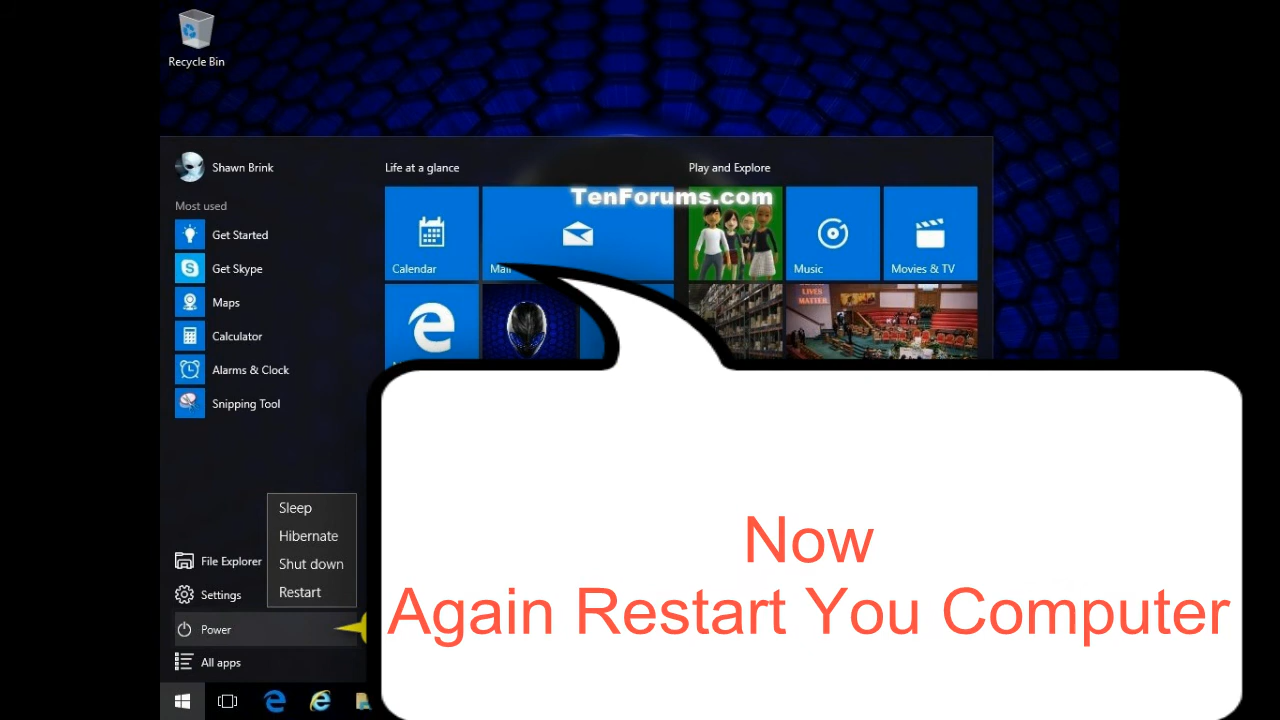 Recycle Bin
Shawn Brink
Life at a glance
Play and Explore
TenForums.com
Most used
Get Started
Get Skype
Maps
Calculator
Alarms & Clock
Snipping Tool
Calendar
Mail
Music
Movies & TV
LIVES
MATTER
Sleep
Hibernate
Shut down
Restart
File Explorer
Settings
Power
All apps
Now
Again Restart You Computer